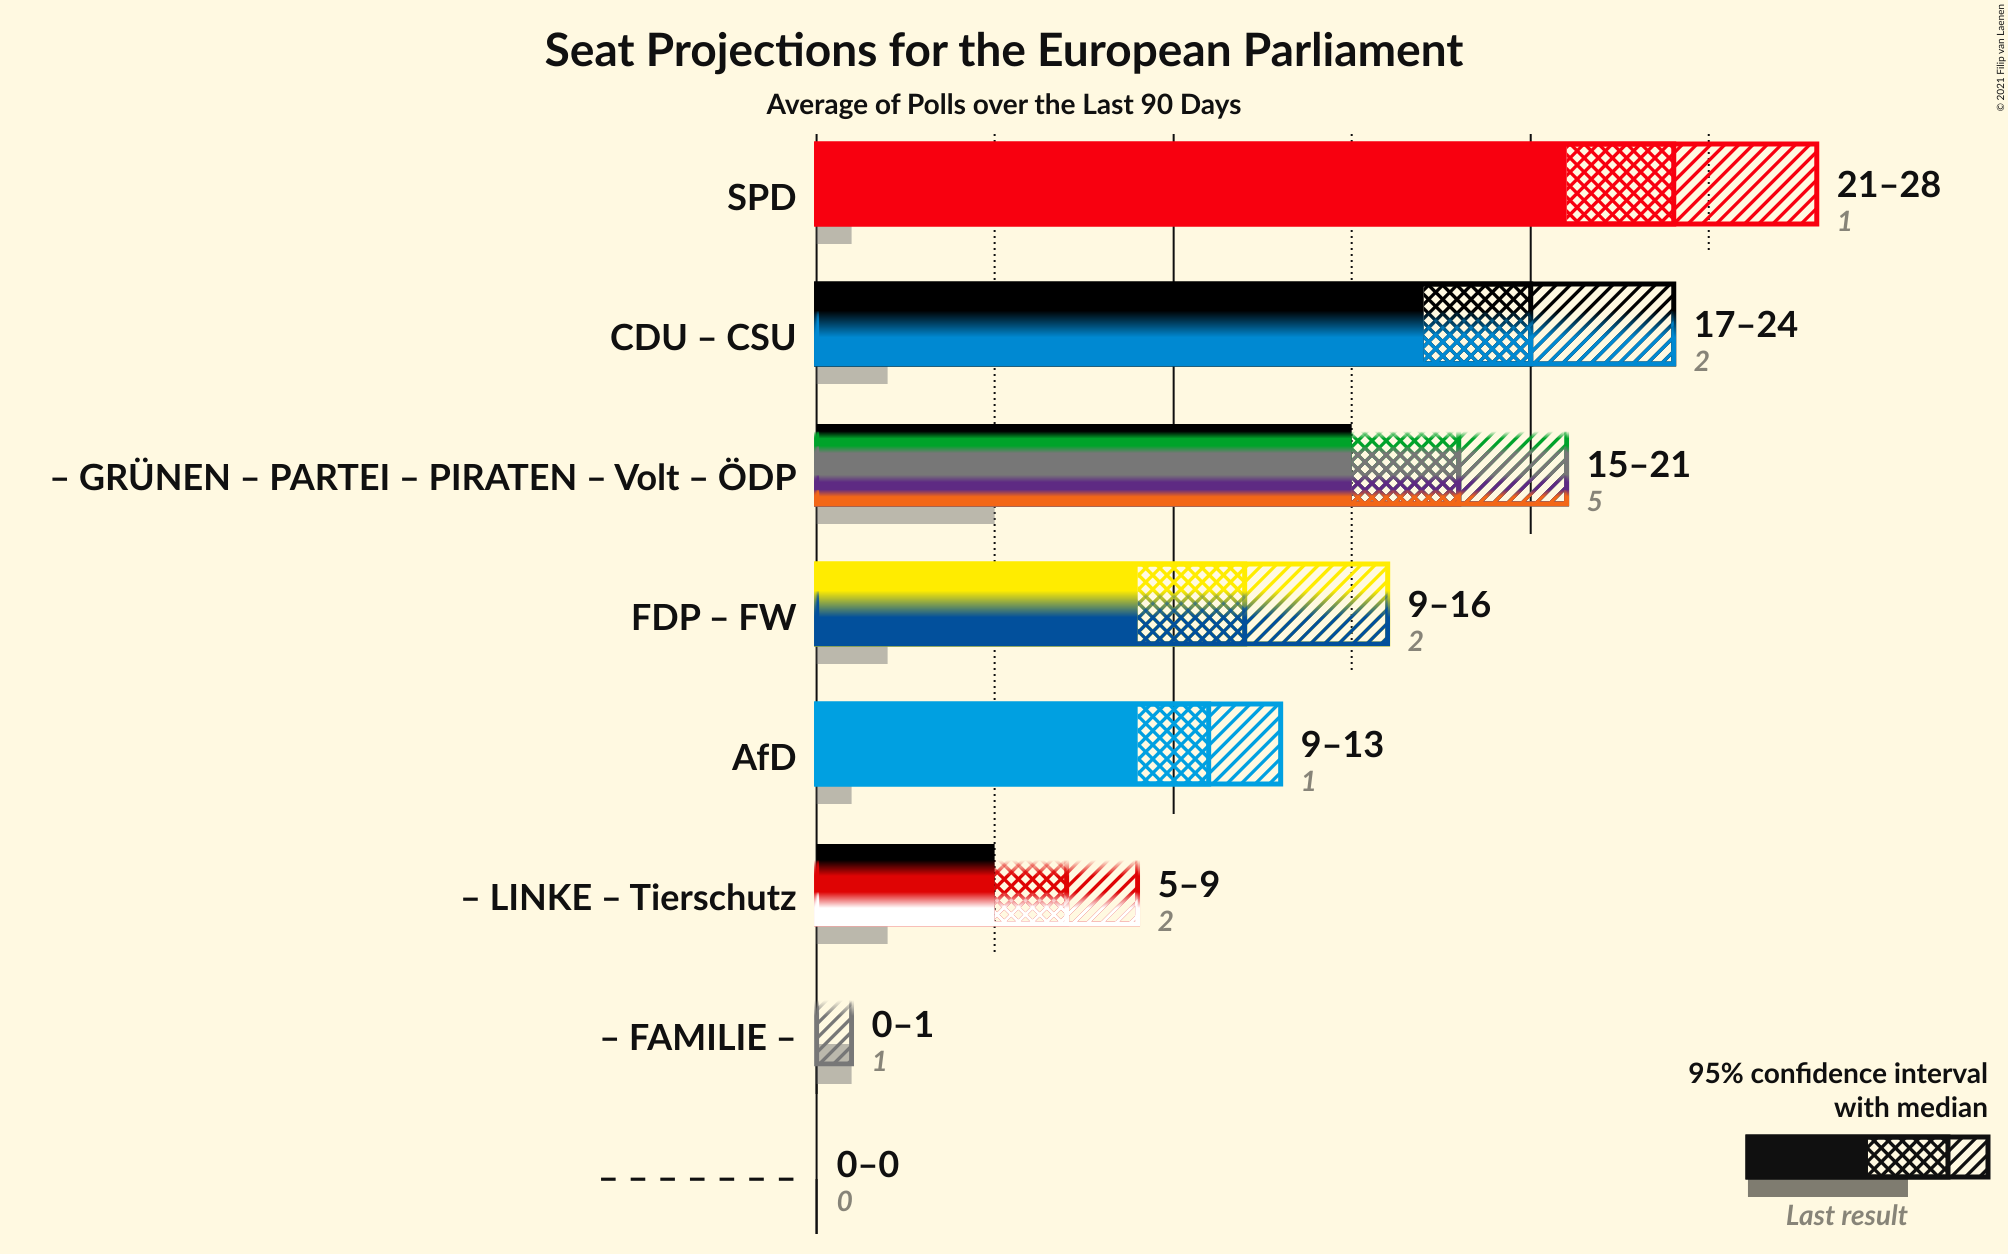 Seat Projections for the European Parliament
Average of Polls over the Last 90 Days
© 2021 Filip van Laenen
SPD
21–28
1
CDU – CSU
17–24
2
– GRÜNEN – PARTEI – PIRATEN – Volt – ÖDP
15–21
5
FDP – FW
9–16
2
AfD
9–13
1
– LINKE – Tierschutz
5–9
2
– FAMILIE –
0–1
1
– – – – – – –
0–0
0
95% confidence interval
with median
Last result